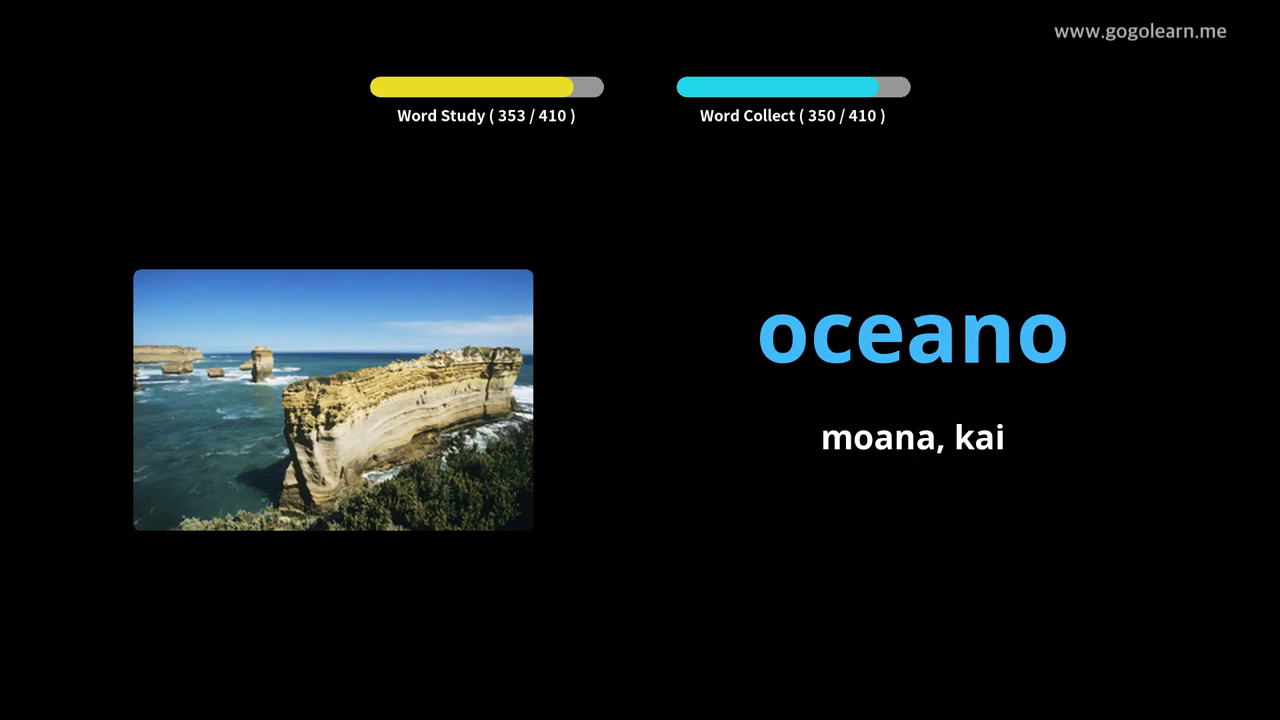 www.gogolearn.me
Word Study ( 353 / 410 )
Word Collect ( 350 / 410 )
oceano
moana, kai